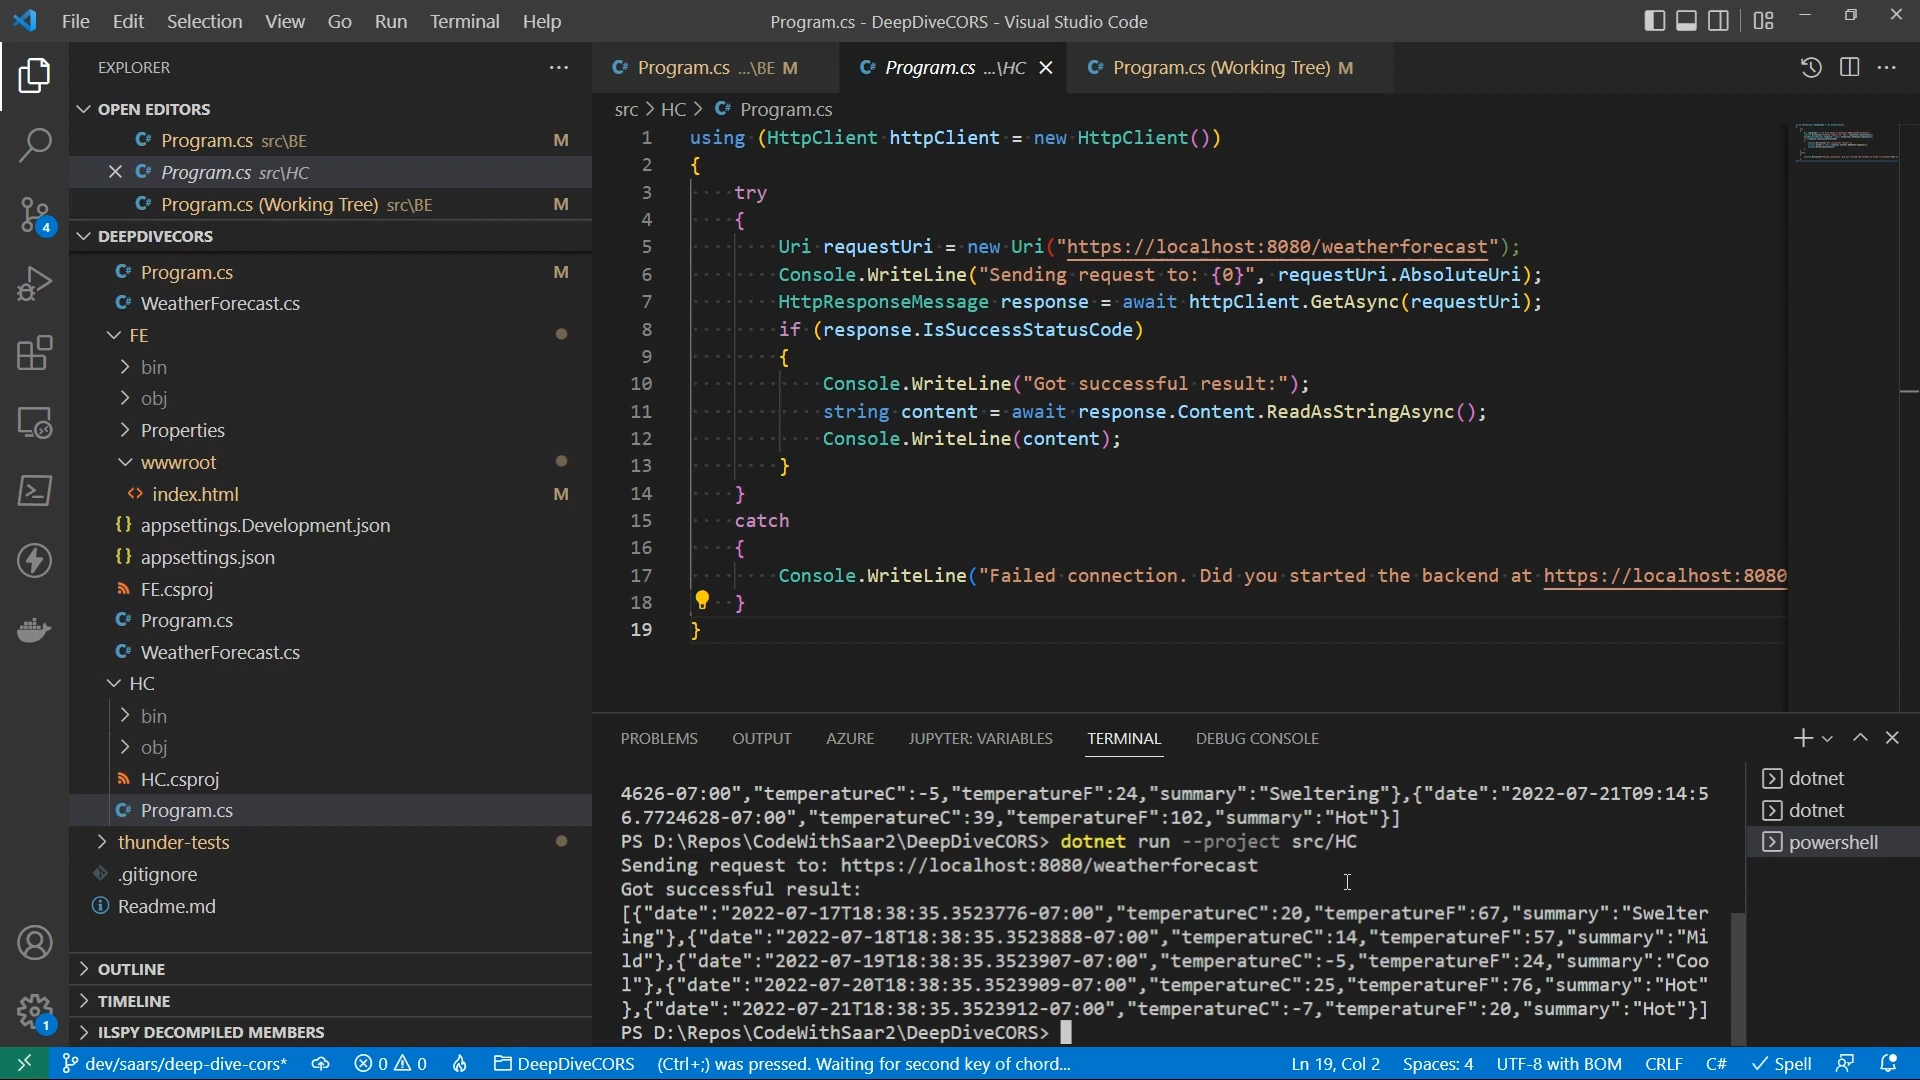 File Edit Selection View Go Run Terminal Help
Program.cs - DeepDiveCORS - Visual Studio Code
EXPLORER
OPEN EDITORS
Program.cs src\BE M
Program.cs src\HC
Program.cs (Working Tree) src\BE M
DEEPDIVECORS
Program.cs M
WeatherForecast.cs
FE
bin
obj
Properties
wwwroot
index.html M
appsettings.Development.json
appsettings.json
FE.csproj
Program.cs
WeatherForecast.cs
HC
bin
obj
HC.csproj
Program.cs
thunder-tests
.gitignore
Readme.md
OUTLINE
TIMELINE
ILSPY DECOMPILED MEMBERS
4
1
Program.cs ...\BE M
Program.cs ...\HC
Program.cs (Working Tree) M
src > HC > Program.cs
1 using (HttpClient httpClient = new HttpClient())
2 {
3 try
4 {
5 Uri requestUri = new Uri("https://localhost:8080/weatherforecast");
6 Console.WriteLine("Sending request to: {0}", requestUri.AbsoluteUri);
7 HttpResponseMessage response = await httpClient.GetAsync(requestUri);
8 if (response.IsSuccessStatusCode)
9 {
10 Console.WriteLine("Got successful result:");
11 string content = await response.Content.ReadAsStringAsync();
12 Console.WriteLine(content);
13 }
14 }
15 catch
16 {
17 Console.WriteLine("Failed connection. Did you started the backend at https://localhost:8080
18 }
19 }
PROBLEMS OUTPUT AZURE JUPYTER: VARIABLES TERMINAL DEBUG CONSOLE
4626-07:00","temperatureC":-5,"temperatureF":24,"summary":"Sweltering"},{"date":"2022-07-21T09:14:5
6.7724628-07:00","temperatureC":39,"temperatureF":102,"summary":"Hot"}]
PS D:\Repos\CodeWithSaar2\DeepDiveCORS> dotnet run --project src/HC
Sending request to: https://localhost:8080/weatherforecast
Got successful result:
[{"date":"2022-07-17T18:38:35.3523776-07:00","temperatureC":20,"temperatureF":67,"summary":"Swelter
ing"},{"date":"2022-07-18T18:38:35.3523888-07:00","temperatureC":14,"temperatureF":57,"summary":"Mi
ld"},{"date":"2022-07-19T18:38:35.3523907-07:00","temperatureC":-5,"temperatureF":24,"summary":"Coo
l"},{"date":"2022-07-20T18:38:35.3523909-07:00","temperatureC":25,"temperatureF":76,"summary":"Hot"
},{"date":"2022-07-21T18:38:35.3523912-07:00","temperatureC":-7,"temperatureF":20,"summary":"Hot"}]
PS D:\Repos\CodeWithSaar2\DeepDiveCORS>
dotnet
dotnet
powershell
dev/saars/deep-dive-cors* 0 0 DeepDiveCORS (Ctrl+;) was pressed. Waiting for second key of chord... Ln 19, Col 2 Spaces: 4 UTF-8 with BOM CRLF C# Spell